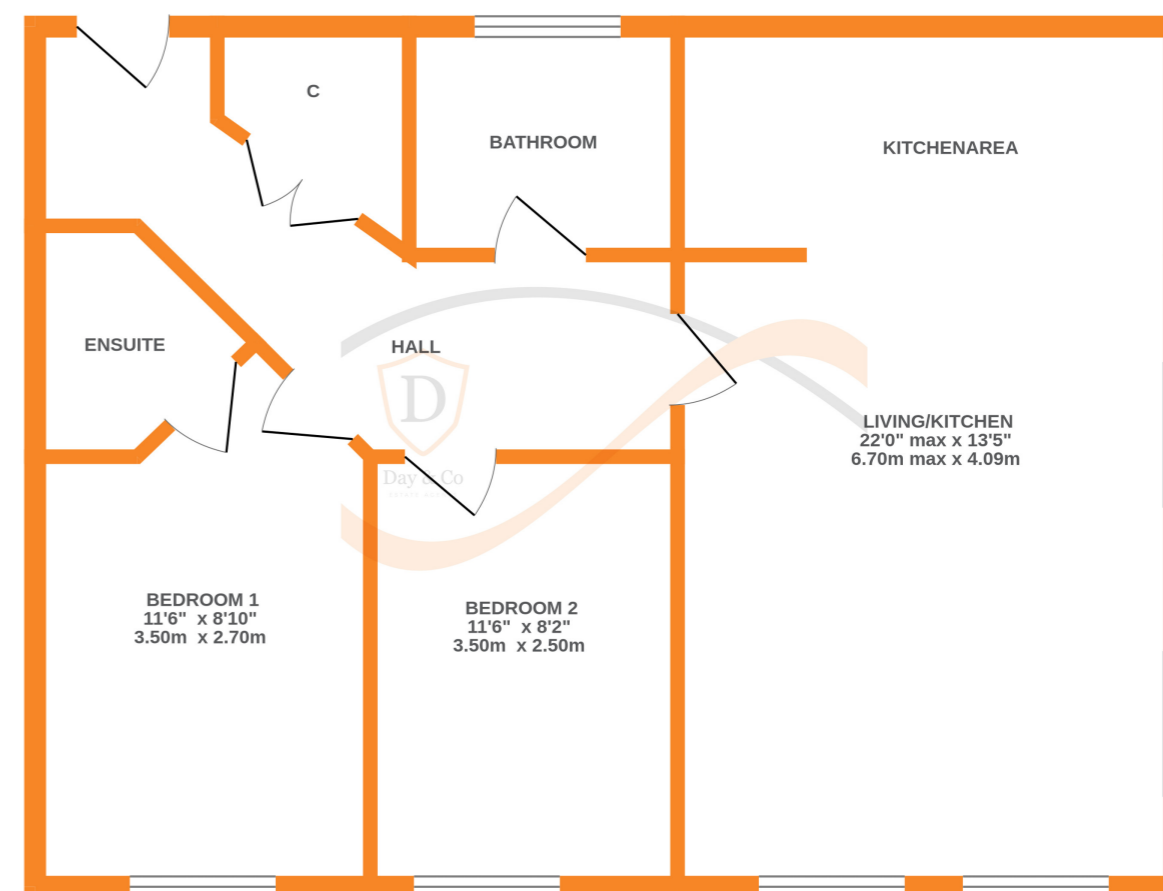 C
BATHROOM
KITCHENAREA
ENSUITE
HALL
D
Day & Co
LIVING/KITCHEN
22'0" max x 13'5"
6.70m max x 4.09m
BEDROOM 1
11'6" x 8'10"
3.50m x 2.70m
BEDROOM 2
11'6" x 8'2"
3.50m x 2.50m